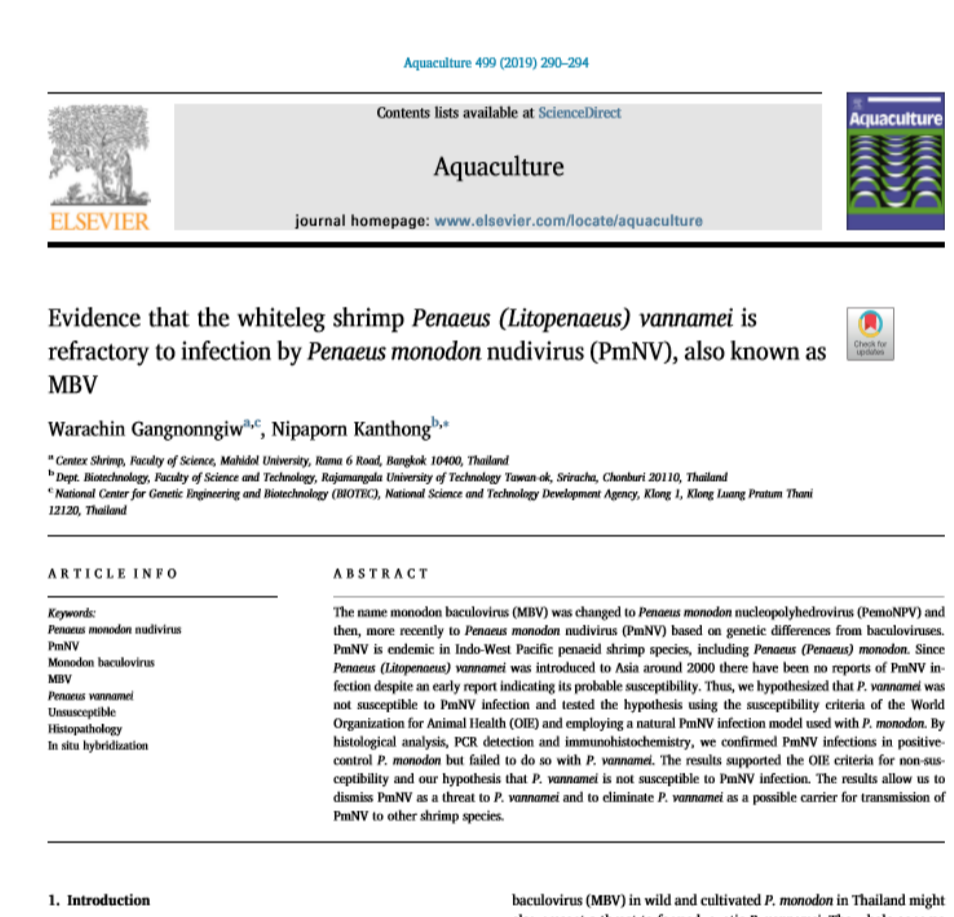 Aquaculture 499 (2019) 290–294
Contents lists available at ScienceDirect
Aquaculture
Aquaculture
ELSEVIER
journal homepage: www.elsevier.com/locate/aquaculture
Evidence that the whiteleg shrimp Penaeus (Litopenaeus) vannamei is
refractory to infection by Penaeus monodon nudivirus (PmNV), also known as
MBV
Check for
updates
Warachin Gangnonngiwa,c, Nipaporn Kanthongb,*
a Centex Shrimp, Faculty of Science, Mahidol University, Rama 6 Road, Bangkok 10400, Thailand
b Dept. Biotechnology, Faculty of Science and Technology, Rajamangala University of Technology Tawan-ok, Sriracha, Chonburi 20110, Thailand
c National Center for Genetic Engineering and Biotechnology (BIOTEC), National Science and Technology Development Agency, Klong 1, Klong Luang Pratum Thani
12120, Thailand
ARTICLE INFO
Keywords:
Penaeus monodon nudivirus
PmNV
Monodon baculovirus
MBV
Penaeus vannamei
Unsusceptible
Histopathology
In situ hybridization
ABSTRACT
The name monodon baculovirus (MBV) was changed to Penaeus monodon nucleopolyhedrovirus (PemoNPV) and
then, more recently to Penaeus monodon nudivirus (PmNV) based on genetic differences from baculoviruses.
PmNV is endemic in Indo-West Pacific penaeid shrimp species, including Penaeus (Penaeus) monodon. Since
Penaeus (Litopenaeus) vannamei was introduced to Asia around 2000 there have been no reports of PmNV in-
fection despite an early report indicating its probable susceptibility. Thus, we hypothesized that P. vannamei was
not susceptible to PmNV infection and tested the hypothesis using the susceptibility criteria of the World
Organization for Animal Health (OIE) and employing a natural PmNV infection model used with P. monodon. By
histological analysis, PCR detection and immunohistochemistry, we confirmed PmNV infections in positive-
control P. monodon but failed to do so with P. vannamei. The results supported the OIE criteria for non-sus-
ceptibility and our hypothesis that P. vannamei is not susceptible to PmNV infection. The results allow us to
dismiss PmNV as a threat to P. vannamei and to eliminate P. vannamei as a possible carrier for transmission of
PmNV to other shrimp species.
1. Introduction
baculovirus (MBV) in wild and cultivated P. monodon in Thailand might